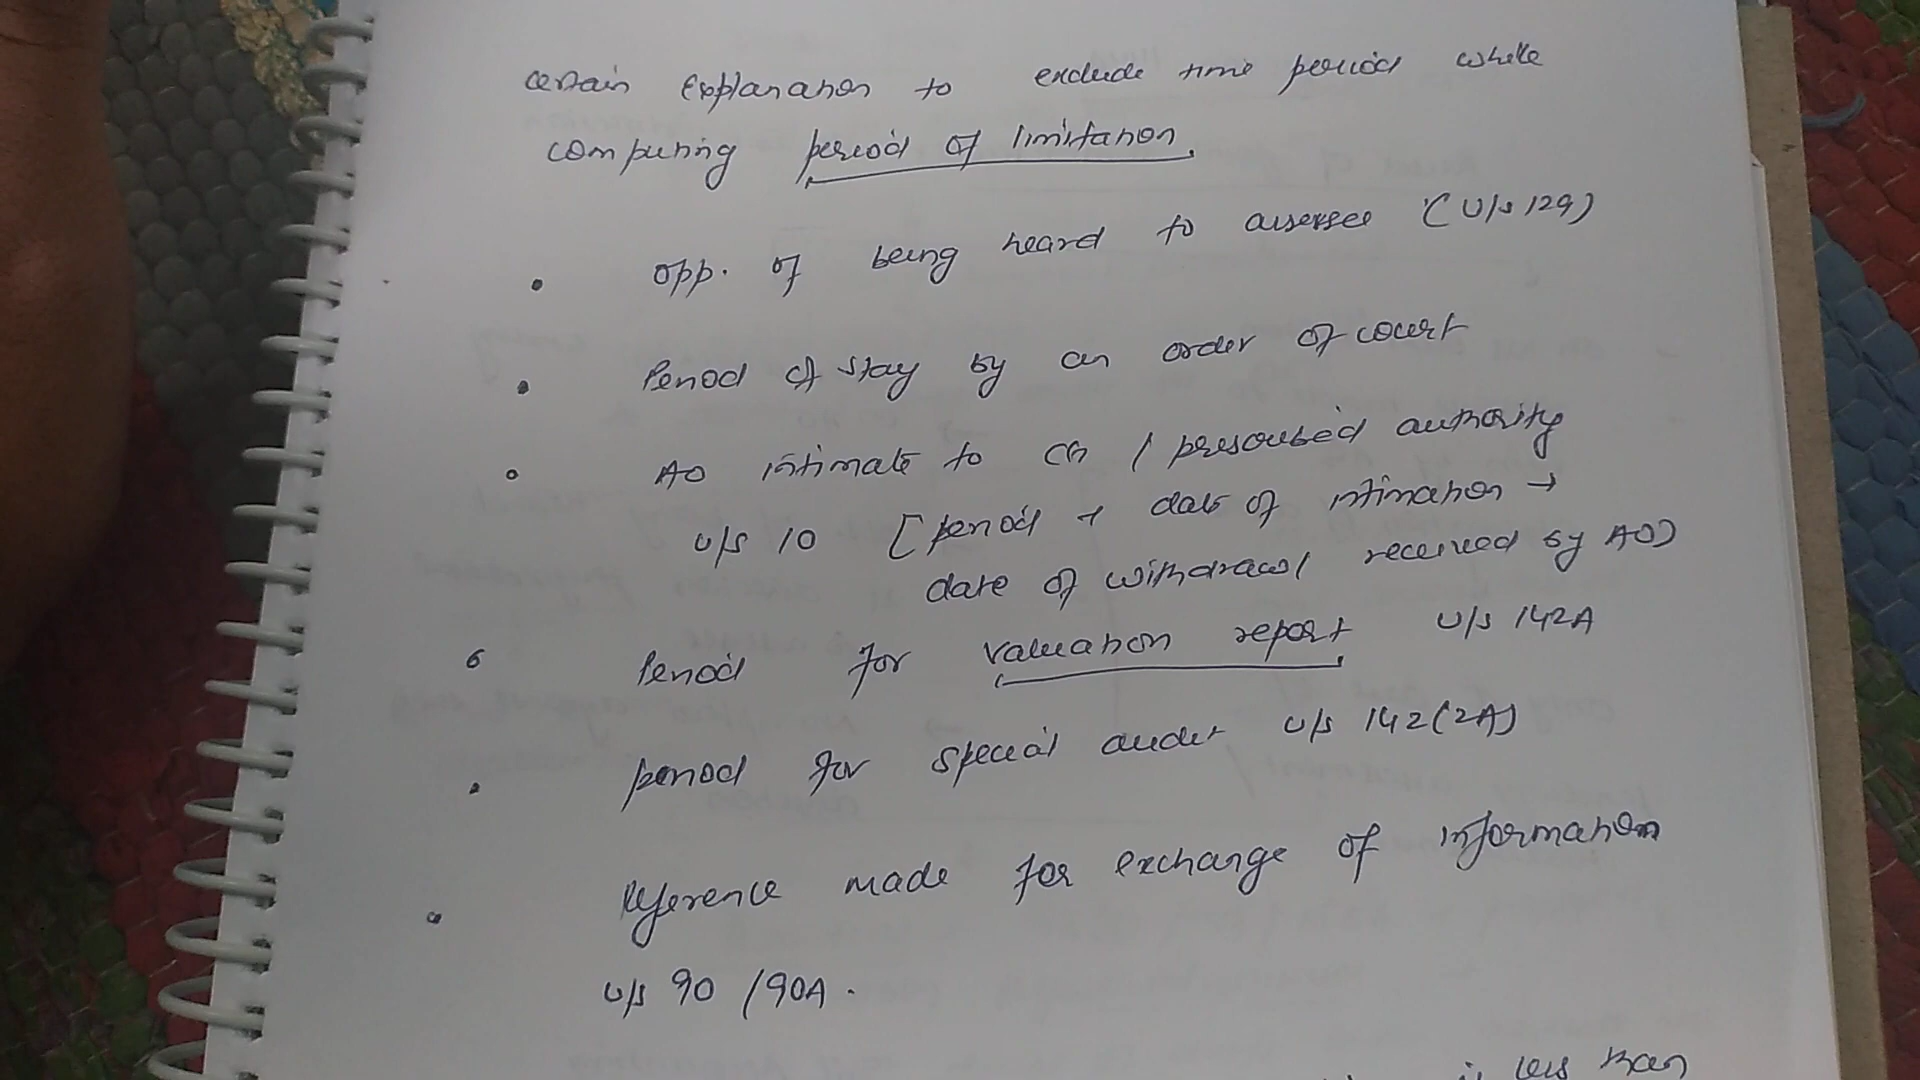 certain Explanation to exclude time period while
computing period of limitation.
• opp. of being heard to assessee (U/s 129)
• Period of stay by an order of court
• AO intimate to CG / prescribed authority
u/s 10 [period → date of intimation →
date of withdrawl received by AO]
• Period for valuation report u/s 142A
• period for special audit u/s 142(2A)
• Reference made for exchange of information
u/s 90 /90A.
is less than